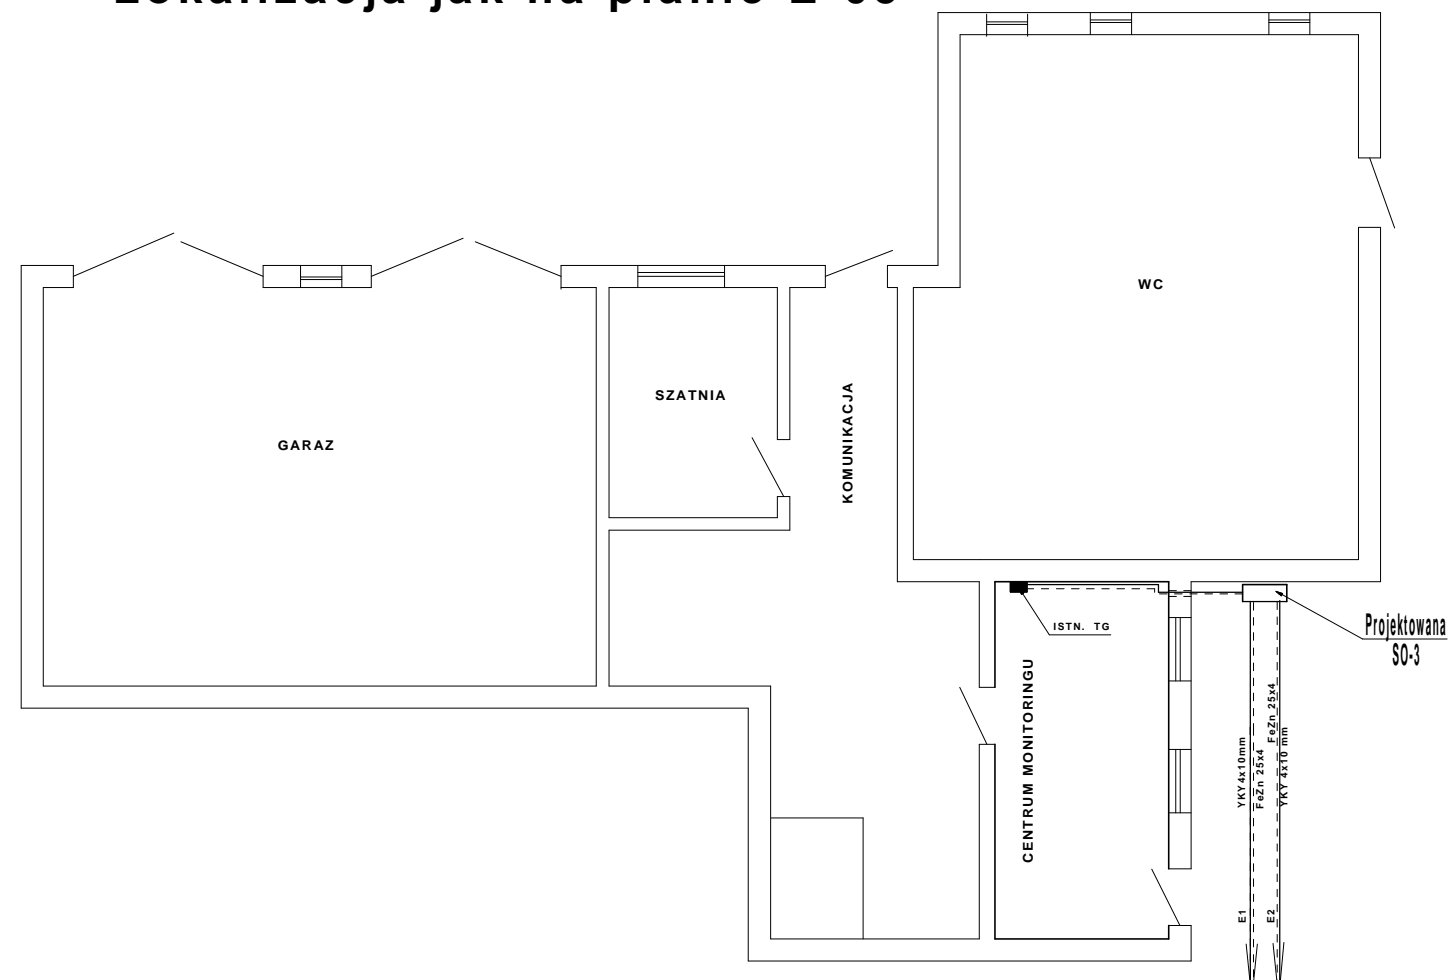 WC
SZATNIA
KOMUNIKACJA
GARAZ
ISTN. TG
Projektowana
SO-3
CENTRUM MONITORINGU
YKY4x10mm
FeZn 25x4
FeZn 25x4
YKY 4x10 mm
E1
E2